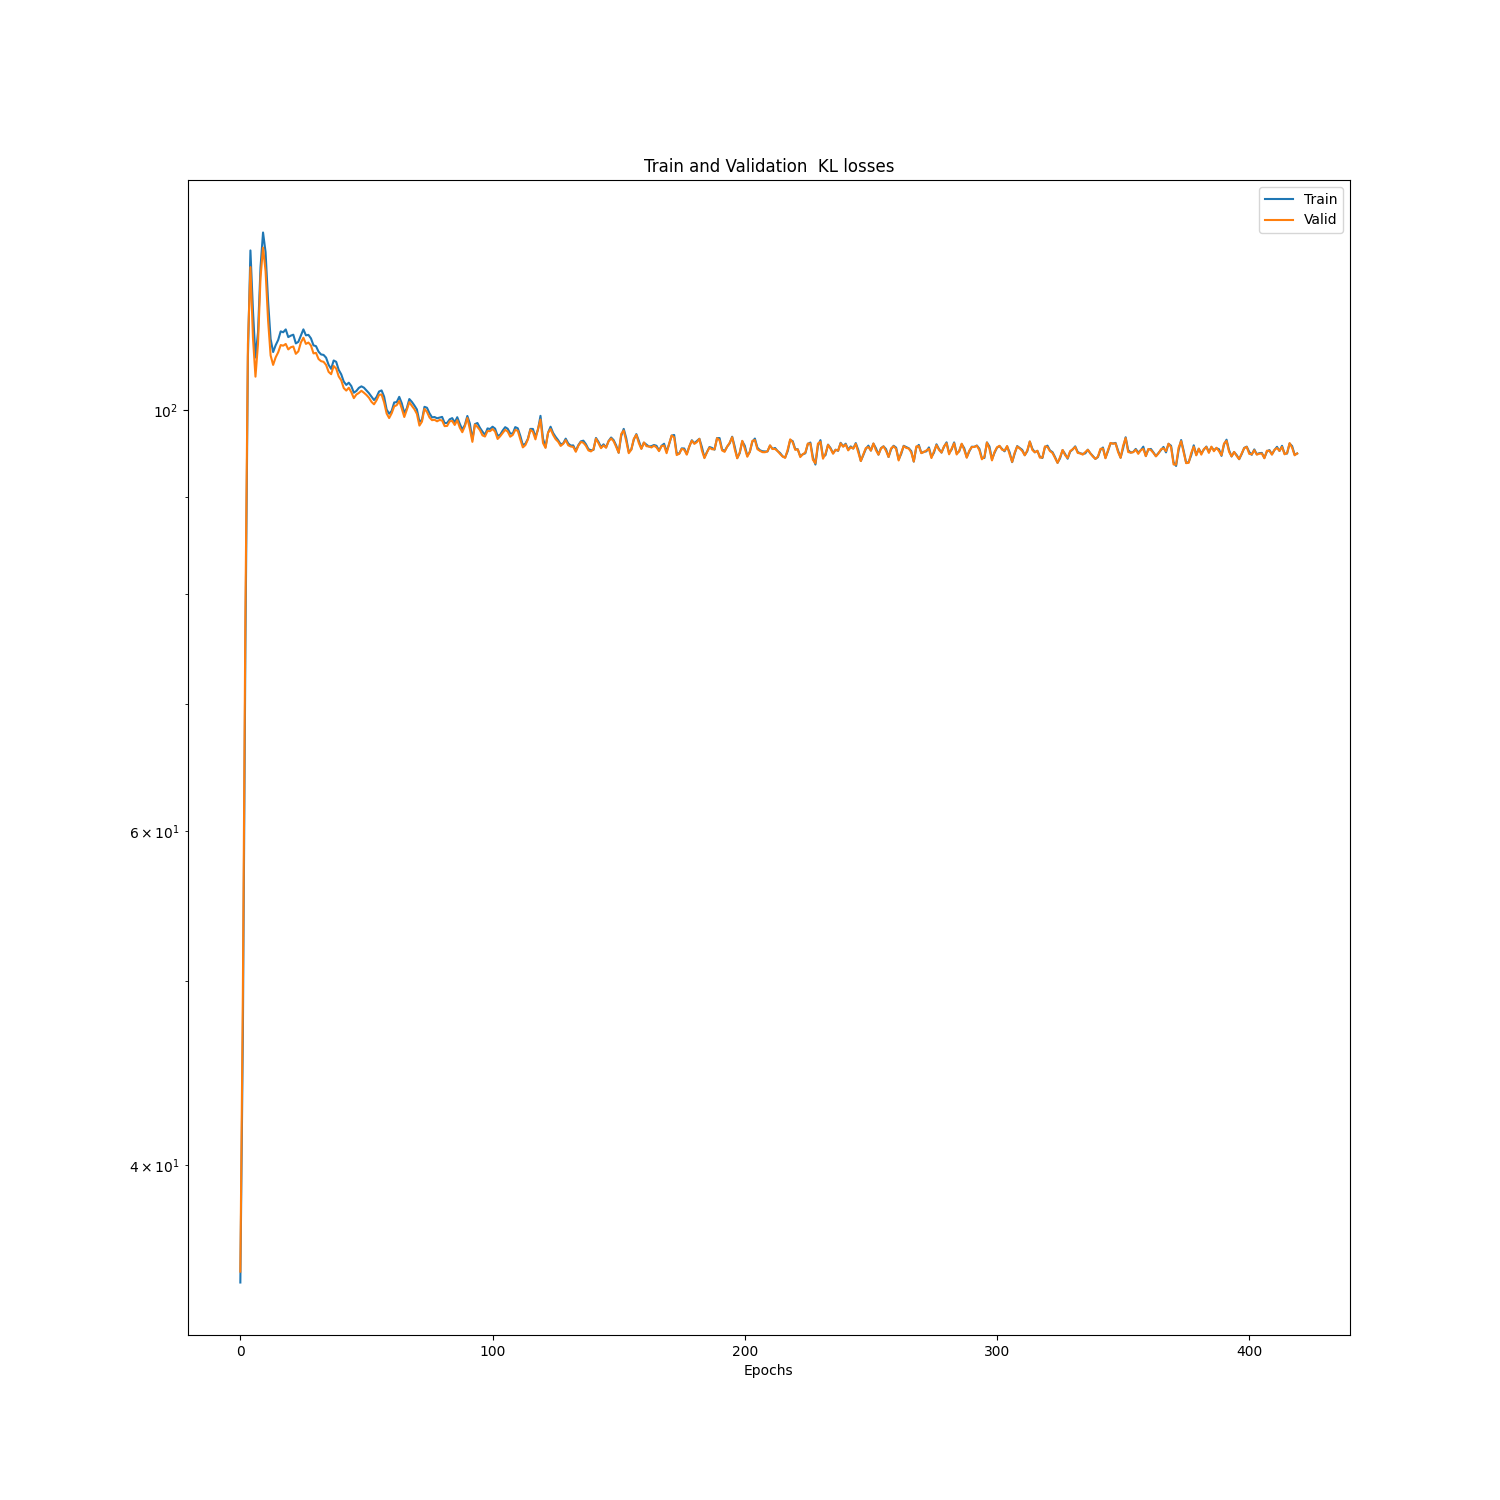 Train and Validation  KL losses
Train
Valid
10²
6 × 10¹
4 × 10¹
0 100 200 300 400
Epochs